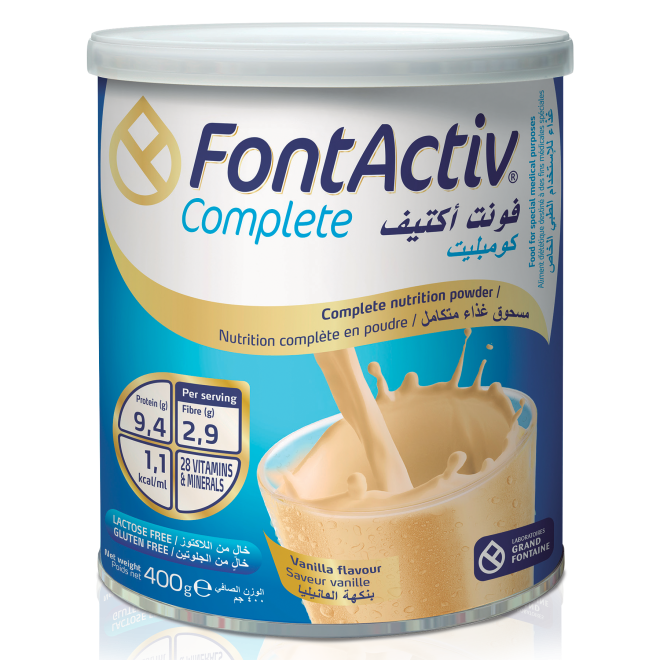 FontActiv®
Complete
فونت أكتيف
كومبليت
Food for special medical purposes
Aliment diététique destiné à des fins médicales spéciales
غذاء للإستخدام الطبي الخاص
Complete nutrition powder /
Nutrition complète en poudre / مسحوق غذاء متكامل
Per serving
Protein (g)
9,4
Fibre (g)
2,9
1,1
kcal/ml
28 VITAMINS
& MINERALS
LACTOSE FREE / خالٍ من اللاكتوز
GLUTEN FREE / خالٍ من الجلوتين
Net weight
Poids net
400g℮
الوزن الصافي
٤٠٠ جم
Vanilla flavour
Saveur vanille
بنكهة الفانيليا
LABORATOIRES
GRAND
FONTAINE